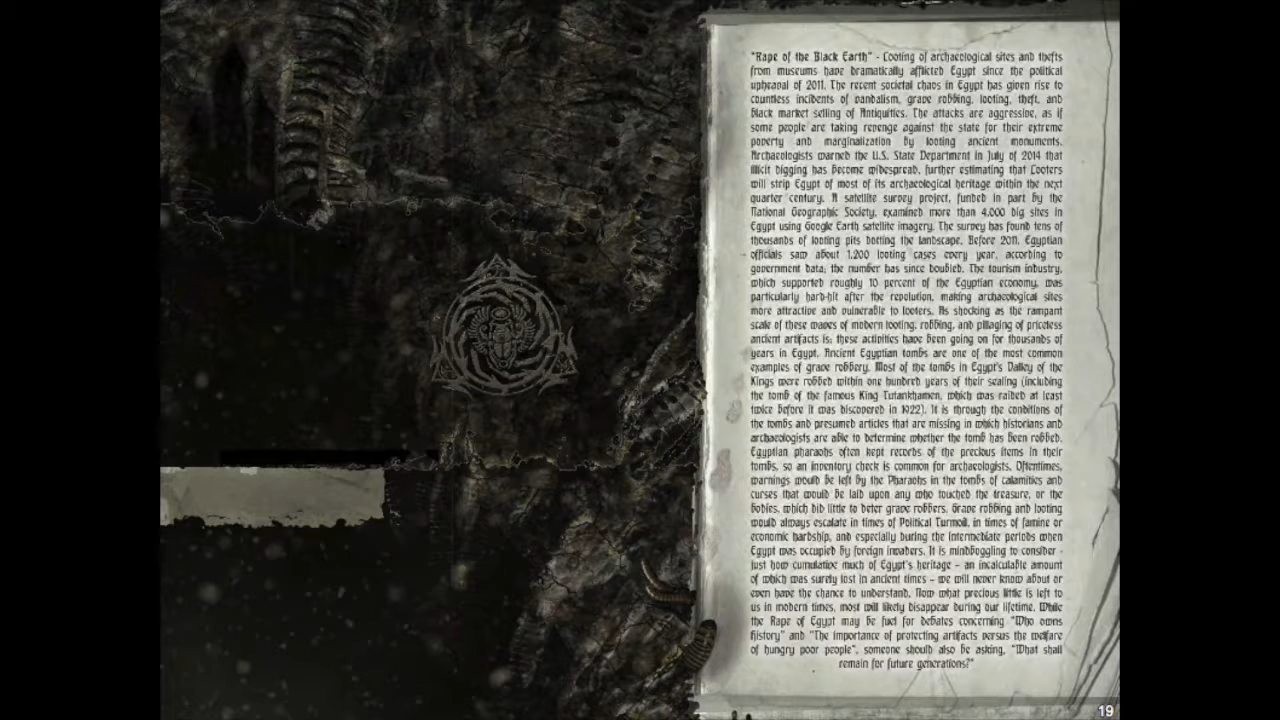 "Rape of the Black Earth" - Looting of archaeological sites and thefts
from museums have dramatically afflicted Egypt since the political
upheaval of 2011. The recent societal chaos in Egypt has given rise to
countless incidents of vandalism, grave robbing, looting, theft, and
black market selling of Antiquities. The attacks are aggressive, as if
some people are taking revenge against the state for their extreme
poverty and marginalization by looting ancient monuments.
Archaeologists warned the U.S. State Department in July of 2014 that
illicit digging has become widespread, further estimating that Looters
will strip Egypt of most of its archaeological heritage within the next
quarter century. A satellite survey project, funded in part by the
National Geographic Society, examined more than 4,000 big sites in
Egypt using Google Earth satellite imagery. The survey has found tens of
thousands of looting pits dotting the landscape. Before 2011, Egyptian
officials saw about 1,200 looting cases every year, according to
government data; the number has since doubled. The tourism industry,
which supported roughly 10 percent of the Egyptian economy, was
particularly hard-hit after the revolution, making archaeological sites
more attractive and vulnerable to looters. As shocking as the rampant
scale of these waves of modern looting, robbing, and pillaging of priceless
ancient artifacts is; these activities have been going on for thousands of
years in Egypt. Ancient Egyptian tombs are one of the most common
examples of grave robbery. Most of the tombs in Egypt's Valley of the
Kings were robbed within one hundred years of their sealing (including
the tomb of the famous King Tutankhamen, which was raided at least
twice before it was discovered in 1922). It is through the conditions of
the tombs and presumed articles that are missing in which historians and
archaeologists are able to determine whether the tomb has been robbed.
Egyptian pharaohs often kept records of the precious items in their
tombs, so an inventory check is common for archaeologists. Oftentimes,
warnings would be left by the Pharaohs in the tombs of calamities and
curses that would be laid upon any who touched the treasure, or the
bodies, which did little to deter grave robbers. Grave robbing and looting
would always escalate in times of Political Turmoil, in times of famine or
economic hardship, and especially during the intermediate periods when
Egypt was occupied by foreign invaders. It is mindboggling to consider -
just how cumulative much of Egypt's heritage – an incalculable amount
of which was surely lost in ancient times – we will never know about or
even have the chance to understand. Now what precious little is left to
us in modern times, most will likely disappear during our lifetime. While
the Rape of Egypt may be fuel for debates concerning "Who owns
history" and "The importance of protecting artifacts versus the welfare
of hungry poor people", someone should also be asking, "What shall
remain for future generations?"
19